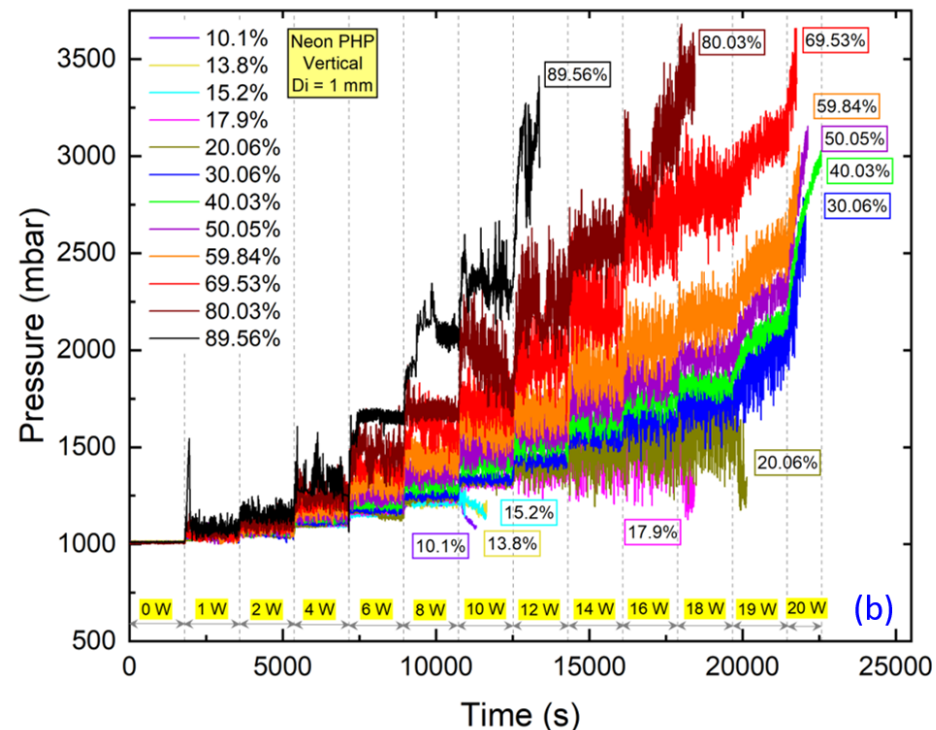 Pressure (mbar)
3500
3000
2500
2000
1500
1000
500
10.1%
13.8%
15.2%
17.9%
20.06%
30.06%
40.03%
50.05%
59.84%
69.53%
80.03%
89.56%
Neon PHP
Vertical
Di = 1 mm
89.56%
80.03%
69.53%
59.84%
50.05%
40.03%
30.06%
20.06%
17.9%
15.2%
13.8%
10.1%
0 W
1 W
2 W
4 W
6 W
8 W
10 W
12 W
14 W
16 W
18 W
19 W
20 W
(b)
0
5000
10000
15000
20000
25000
Time (s)